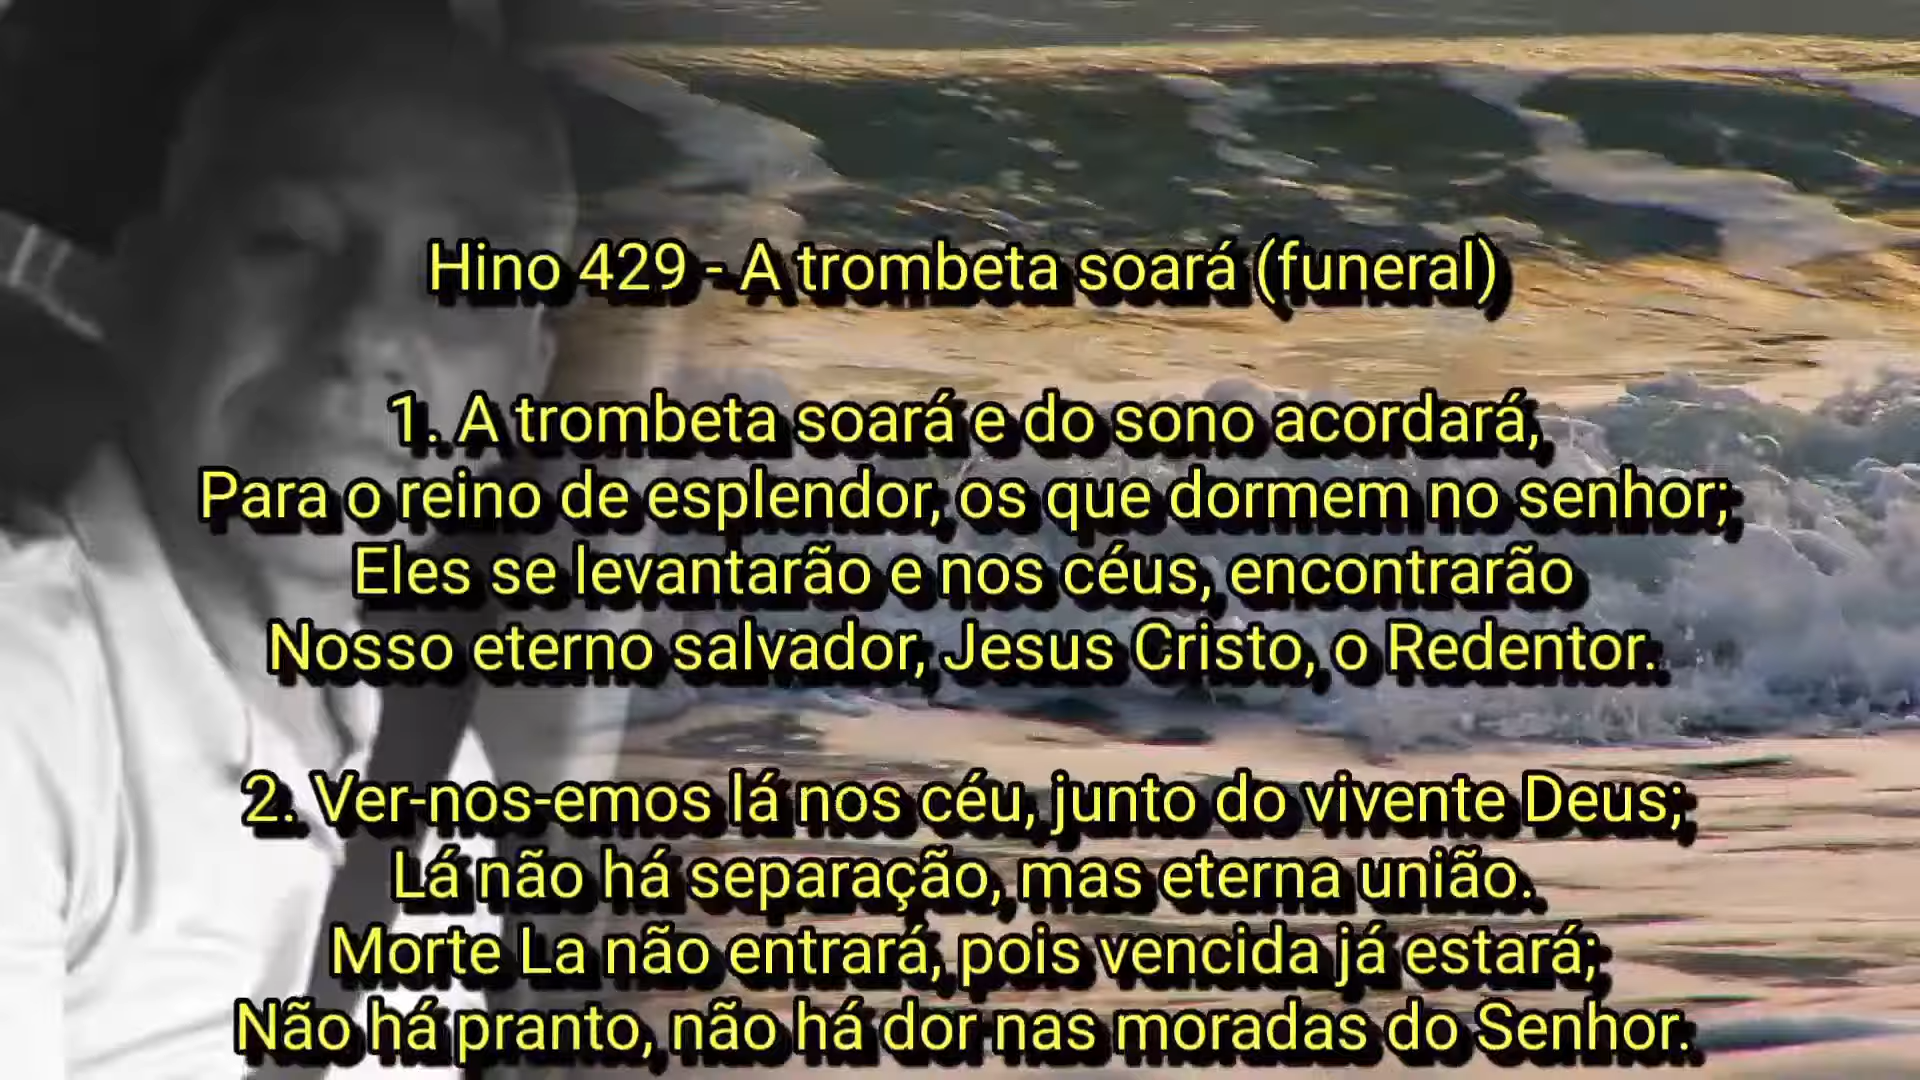 Hino 429 - A trombeta soará (funeral)
1. A trombeta soará e do sono acordará,
Para o reino de esplendor, os que dormem no senhor;
Eles se levantarão e nos céus, encontrarão
Nosso eterno salvador, Jesus Cristo, o Redentor.
2. Ver-nos-emos lá nos céu, junto do vivente Deus;
Lá não há separação, mas eterna união.
Morte La não entrará, pois vencida já estará;
Não há pranto, não há dor nas moradas do Senhor.